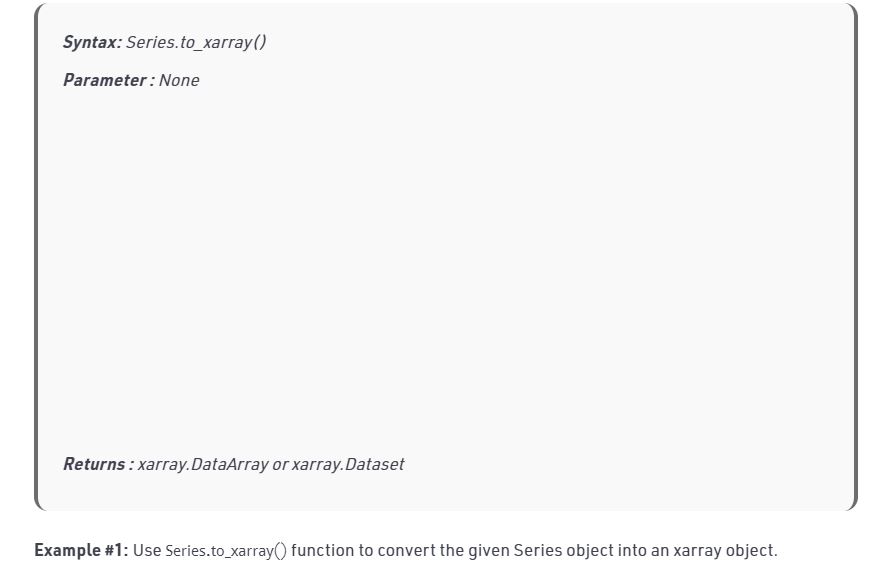 Syntax: Series.to_xarray()
Parameter : None
Returns : xarray.DataArray or xarray.Dataset
Example #1: Use Series.to_xarray() function to convert the given Series object into an xarray object.